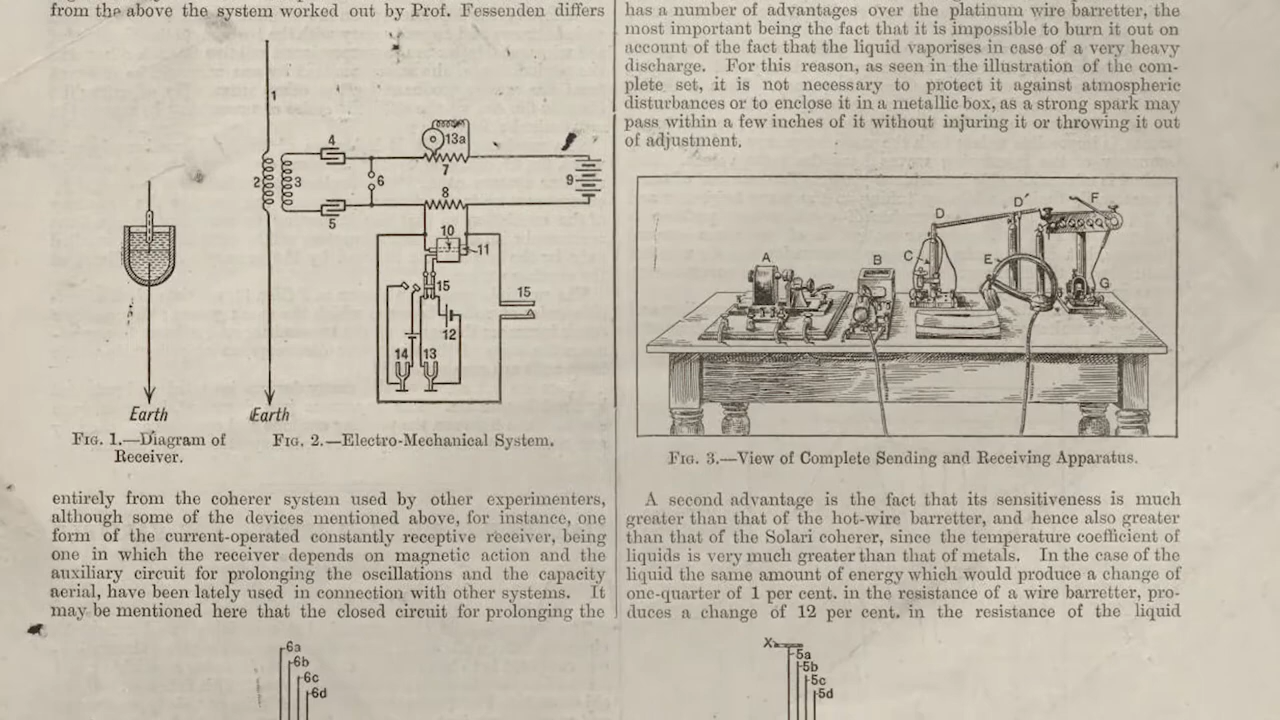 from the above the system worked out by Prof. Fessenden differs
1
4
13a
7
2
3
6
9
8
5
10
11
15
15
12
14
13
Earth
Earth
FIG. 1.—Diagram of
Receiver.
FIG. 2.—Electro-Mechanical System.
entirely from the coherer system used by other experimenters,
although some of the devices mentioned above, for instance, one
form of the current-operated constantly receptive receiver, being
one in which the receiver depends on magnetic action and the
auxiliary circuit for prolonging the oscillations and the capacity
aerial, have been lately used in connection with other systems. It
may be mentioned here that the closed circuit for prolonging the
6a
6b
6c
6d
has a number of advantages over the platinum wire barretter, the
most important being the fact that it is impossible to burn it out on
account of the fact that the liquid vaporises in case of a very heavy
discharge. For this reason, as seen in the illustration of the com-
plete set, it is not necessary to protect it against atmospheric
disturbances or to enclose it in a metallic box, as a strong spark may
pass within a few inches of it without injuring it or throwing it out
of adjustment.
A
B
C
D
D'
E
F
G
FIG. 3.—View of Complete Sending and Receiving Apparatus.
A second advantage is the fact that its sensitiveness is much
greater than that of the hot-wire barretter, and hence also greater
than that of the Solari coherer, since the temperature coefficient of
liquids is very much greater than that of metals. In the case of the
liquid the same amount of energy which would produce a change of
one-quarter of 1 per cent. in the resistance of a wire barretter, pro-
duces a change of 12 per cent. in the resistance of the liquid
X
5a
5b
5c
5d